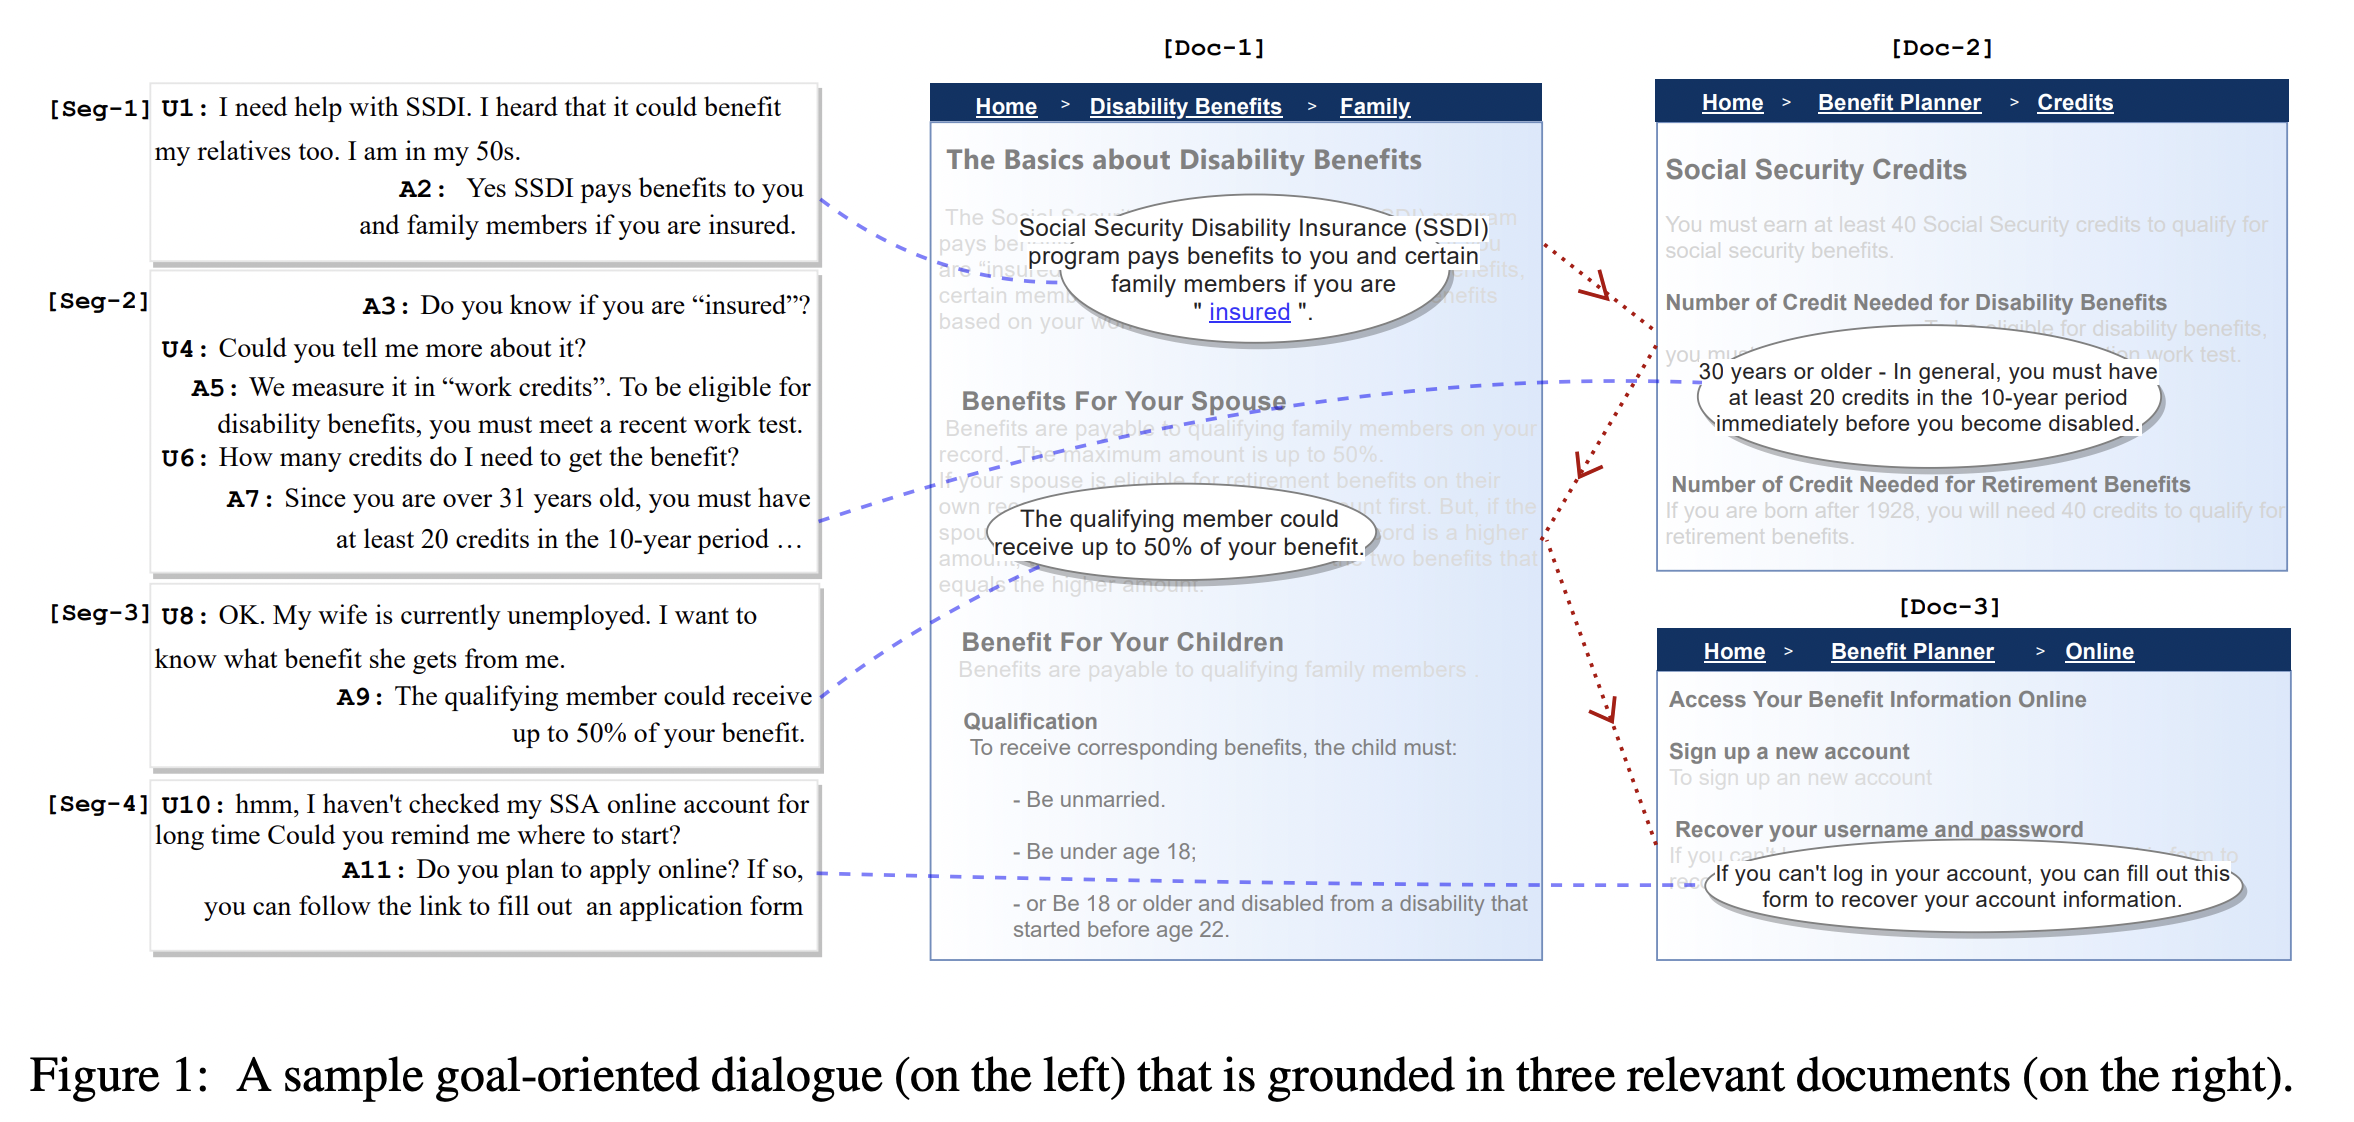 [Seg-1]
U1: I need help with SSDI. I heard that it could benefit
my relatives too. I am in my 50s.
A2: Yes SSDI pays benefits to you
and family members if you are insured.
[Seg-2]
A3: Do you know if you are “insured”?
U4: Could you tell me more about it?
A5: We measure it in “work credits”. To be eligible for
disability benefits, you must meet a recent work test.
U6: How many credits do I need to get the benefit?
A7: Since you are over 31 years old, you must have
at least 20 credits in the 10-year period …
[Seg-3]
U8: OK. My wife is currently unemployed. I want to
know what benefit she gets from me.
A9: The qualifying member could receive
up to 50% of your benefit.
[Seg-4]
U10: hmm, I haven't checked my SSA online account for
long time Could you remind me where to start?
A11: Do you plan to apply online? If so,
you can follow the link to fill out an application form
[Doc-1]
Home > Disability Benefits > Family
The Basics about Disability Benefits
The Social program
pays
are
certain
based on your
Social Security Disability Insurance (SSDI)
program pays benefits to you and certain
family members if you are
" insured ".
Benefits For Your Spouse
Benefits are payable to qualifying family members on your
record. The maximum amount is up to 50%.
If your spouse is eligible for retirement benefits on their
own first. But, if the
is a higher
two benefits that
equals the higher amount.
The qualifying member could
receive up to 50% of your benefit.
Benefit For Your Children
Benefits are payable to qualifying family members .
Qualification
To receive corresponding benefits, the child must:
- Be unmarried.
- Be under age 18;
- or Be 18 or older and disabled from a disability that
started before age 22.
[Doc-2]
Home > Benefit Planner > Credits
Social Security Credits
You must earn at least 40 Social Security credits to qualify for
social security benefits.
Number of Credit Needed for Disability Benefits
eligible for disability benefits,
you work test.
30 years or older - In general, you must have
at least 20 credits in the 10-year period
immediately before you become disabled.
Number of Credit Needed for Retirement Benefits
If you are born after 1928, you will need 40 credits to qualify for
retirement benefits.
[Doc-3]
Home > Benefit Planner > Online
Access Your Benefit Information Online
Sign up a new account
To sign up an new account
Recover your username and password
If you can't form to
If you can't log in your account, you can fill out this
form to recover your account information.
Figure 1: A sample goal-oriented dialogue (on the left) that is grounded in three relevant documents (on the right).